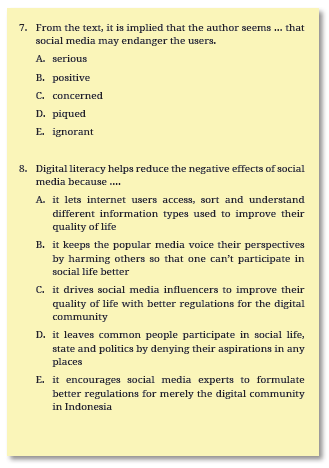 7. From the text, it is implied that the author seems ... that
social media may endanger the users.
A. serious
B. positive
C. concerned
D. piqued
E. ignorant
8. Digital literacy helps reduce the negative effects of social
media because ....
A. it lets internet users access, sort and understand
different information types used to improve their
quality of life
B. it keeps the popular media voice their perspectives
by harming others so that one can't participate in
social life better
C. it drives social media influencers to improve their
quality of life with better regulations for the digital
community
D. it leaves common people participate in social life,
state and politics by denying their aspirations in any
places
E. it encourages social media experts to formulate
better regulations for merely the digital community
in Indonesia